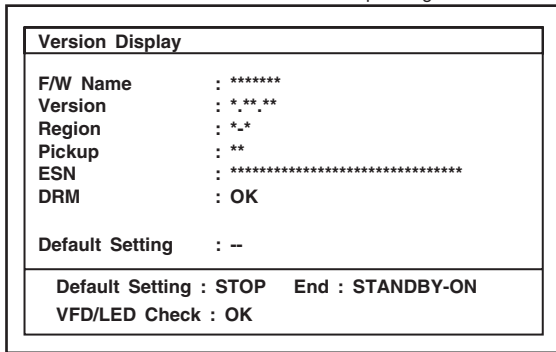 Version Display
F/W Name : *******
Version : *.**.**
Region : *-*
Pickup : **
ESN : *********************************
DRM : OK
Default Setting : --
Default Setting : STOP End : STANDBY-ON
VFD/LED Check : OK